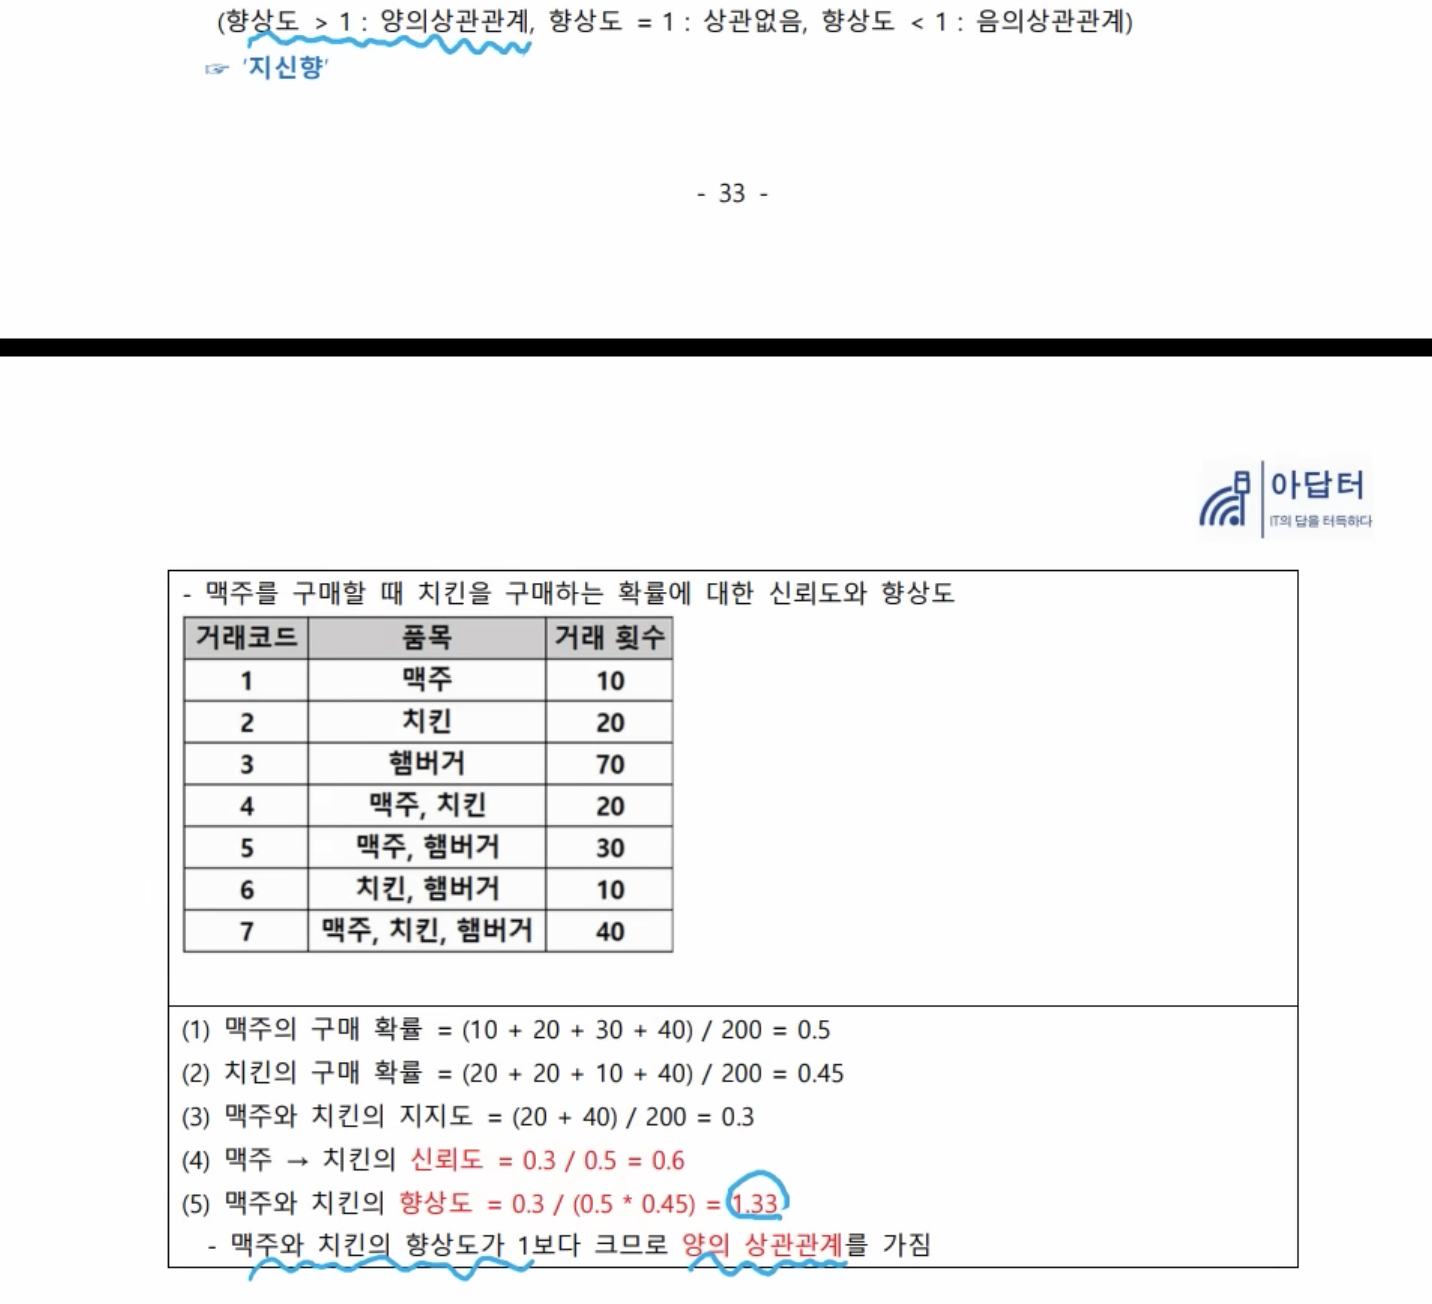 (향상도 > 1 : 양의상관관계, 향상도 = 1 : 상관없음, 향상도 < 1 : 음의상관관계)
☞ '지신향'
- 33 -
아답터
IT의 답을 터득하다
- 맥주를 구매할 때 치킨을 구매하는 확률에 대한 신뢰도와 향상도
거래코드 품목 거래 횟수
1 맥주 10
2 치킨 20
3 햄버거 70
4 맥주, 치킨 20
5 맥주, 햄버거 30
6 치킨, 햄버거 10
7 맥주, 치킨, 햄버거 40
(1) 맥주의 구매 확률 = (10 + 20 + 30 + 40) / 200 = 0.5
(2) 치킨의 구매 확률 = (20 + 20 + 10 + 40) / 200 = 0.45
(3) 맥주와 치킨의 지지도 = (20 + 40) / 200 = 0.3
(4) 맥주 → 치킨의 신뢰도 = 0.3 / 0.5 = 0.6
(5) 맥주와 치킨의 향상도 = 0.3 / (0.5 * 0.45) = 1.33
- 맥주와 치킨의 향상도가 1보다 크므로 양의 상관관계를 가짐